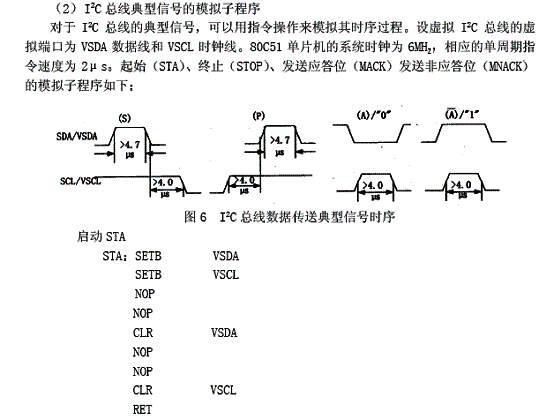 （2）I²C 总线典型信号的模拟子程序
对于 I²C 总线的典型信号，可以用指令操作来模拟其时序过程。设虚拟 I²C 总线的虚
拟端口为 VSDA 数据线和 VSCL 时钟线。80C51 单片机的系统时钟为 6MHz，相应的单周期指
令速度为 2μs。起始（STA）、终止（STOP）、发送应答位（MACK）发送非应答位（MNACK）
的模拟子程序如下：
(S) (P) (A)/"0" (A)/"1"
SDA/VSDA >4.7 μs >4.7 μs
SCL/VSCL >4.0 μs >4.0 μs >4.0 μs >4.0 μs
图 6 I²C 总线数据传送典型信号时序
启动 STA
STA: SETB VSDA
SETB VSCL
NOP
NOP
CLR VSDA
NOP
NOP
CLR VSCL
RET